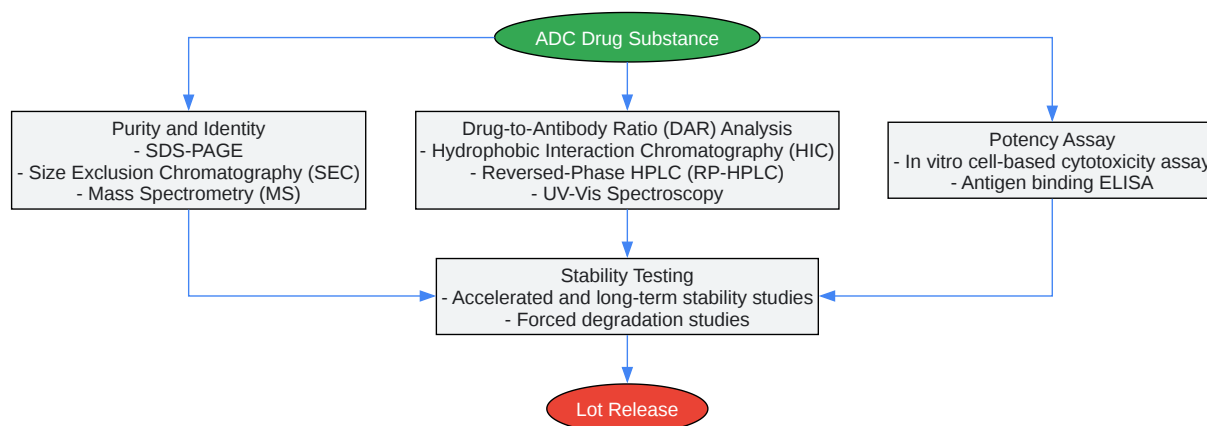 ADC Drug Substance
Purity and Identity
- SDS-PAGE
- Size Exclusion Chromatography (SEC)
- Mass Spectrometry (MS)
Drug-to-Antibody Ratio (DAR) Analysis
- Hydrophobic Interaction Chromatography (HIC)
- Reversed-Phase HPLC (RP-HPLC)
- UV-Vis Spectroscopy
Potency Assay
- In vitro cell-based cytotoxicity assay
- Antigen binding ELISA
Stability Testing
- Accelerated and long-term stability studies
- Forced degradation studies
Lot Release